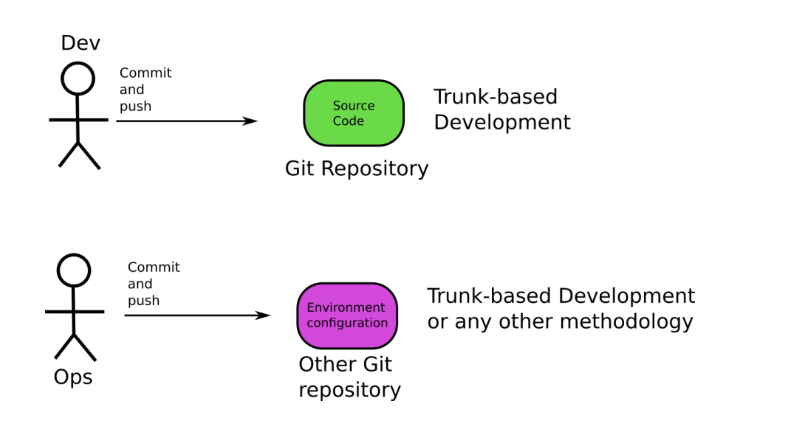 Dev
Commit
and
push
Source
Code
Trunk-based
Development
Git Repository
Commit
and
push
Ops
Environment
configuration
Trunk-based Development
or any other methodology
Other Git
repository